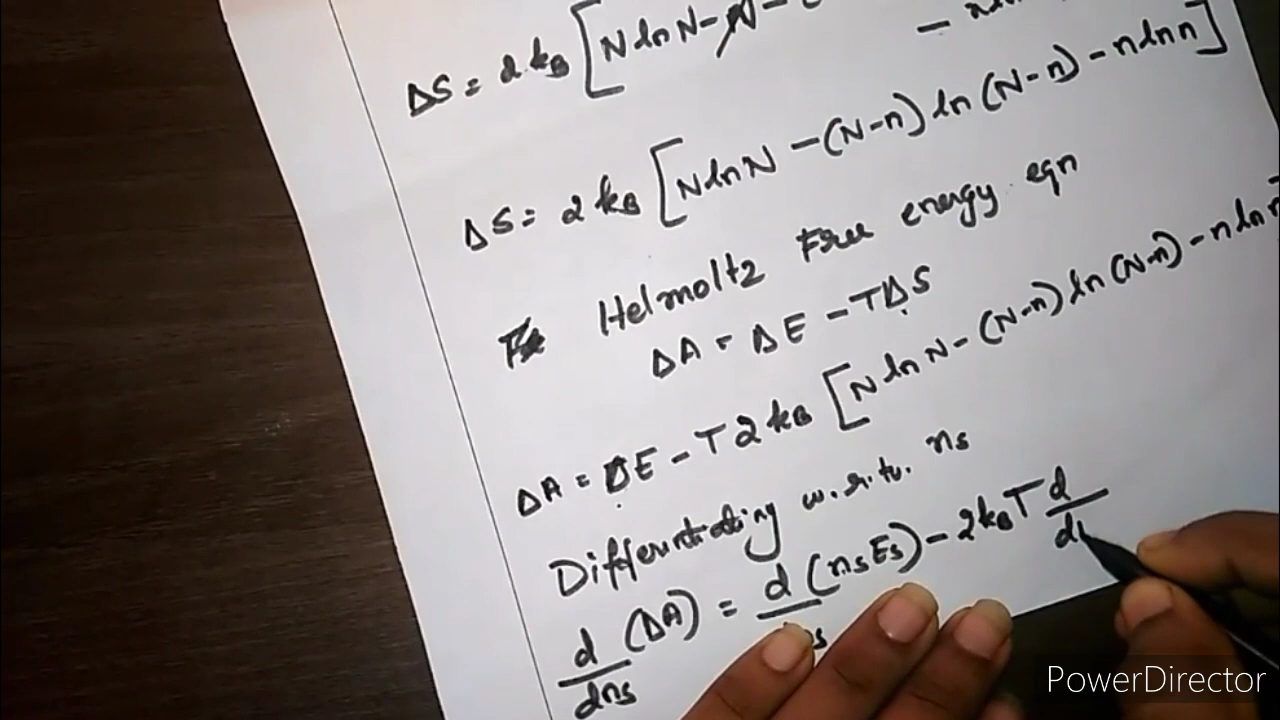 ΔS = 2kB [N ln N - N -
ΔS = 2kB [N ln N - (N-n) ln (N-n) - n ln n]
Helmoltz Free energy eqn
ΔA = ΔE - TΔS
ΔA = ΔE - T 2kB [N ln N - (N-n) ln (N-n) - n ln n]
Differentiating w.r.to. ns
d/dns (ΔA) = d/ s (nsEs) - 2kBT d/d
PowerDirector